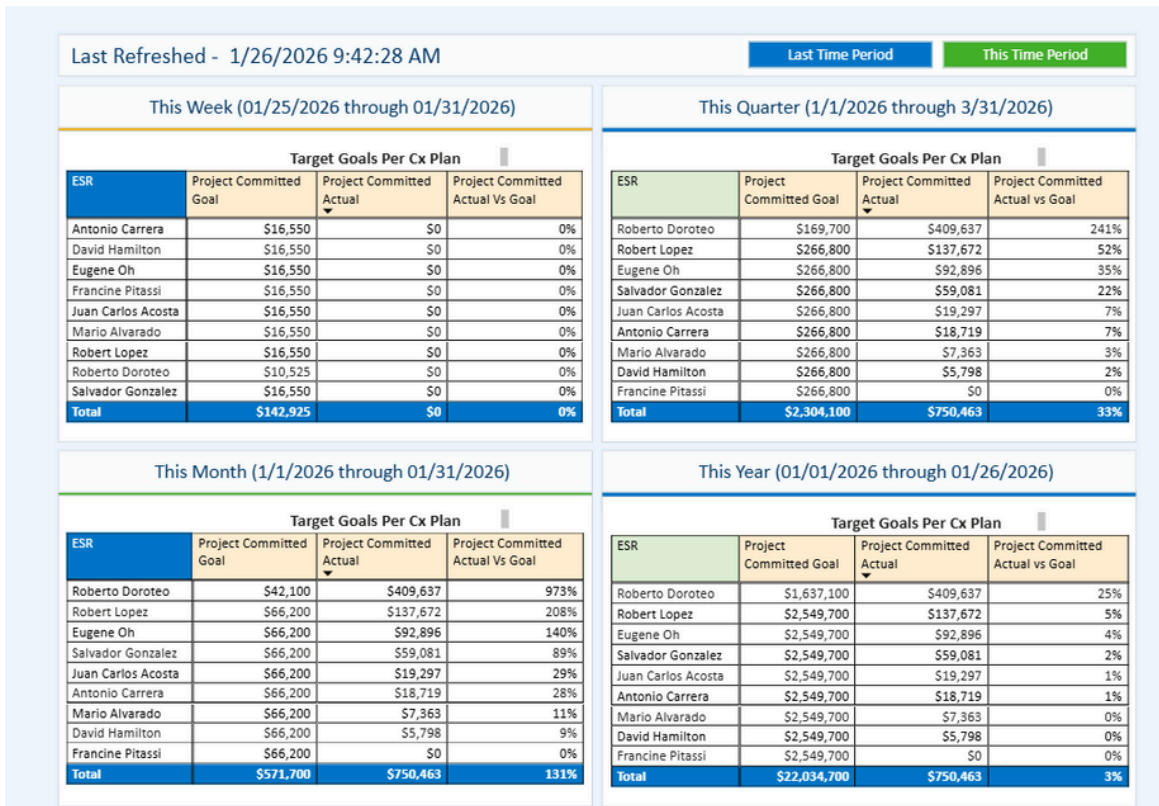 Last Refreshed - 1/26/2026 9:42:28 AM
Last Time Period
This Time Period
This Week (01/25/2026 through 01/31/2026)
Target Goals Per Cx Plan
ESR Project Committed Goal Project Committed Actual Project Committed Actual Vs Goal
Antonio Carrera $16,550 $0 0%
David Hamilton $16,550 $0 0%
Eugene Oh $16,550 $0 0%
Francine Pitassi $16,550 $0 0%
Juan Carlos Acosta $16,550 $0 0%
Mario Alvarado $16,550 $0 0%
Robert Lopez $16,550 $0 0%
Roberto Doroteo $10,525 $0 0%
Salvador Gonzalez $16,550 $0 0%
Total $142,925 $0 0%
This Quarter (1/1/2026 through 3/31/2026)
Target Goals Per Cx Plan
ESR Project Committed Goal Project Committed Actual Project Committed Actual vs Goal
Roberto Doroteo $169,700 $409,637 241%
Robert Lopez $266,800 $137,672 52%
Eugene Oh $266,800 $92,896 35%
Salvador Gonzalez $266,800 $59,081 22%
Juan Carlos Acosta $266,800 $19,297 7%
Antonio Carrera $266,800 $18,719 7%
Mario Alvarado $266,800 $7,363 3%
David Hamilton $266,800 $5,798 2%
Francine Pitassi $266,800 $0 0%
Total $2,304,100 $750,463 33%
This Month (1/1/2026 through 01/31/2026)
Target Goals Per Cx Plan
ESR Project Committed Goal Project Committed Actual Project Committed Actual Vs Goal
Roberto Doroteo $42,100 $409,637 973%
Robert Lopez $66,200 $137,672 208%
Eugene Oh $66,200 $92,896 140%
Salvador Gonzalez $66,200 $59,081 89%
Juan Carlos Acosta $66,200 $19,297 29%
Antonio Carrera $66,200 $18,719 28%
Mario Alvarado $66,200 $7,363 11%
David Hamilton $66,200 $5,798 9%
Francine Pitassi $66,200 $0 0%
Total $571,700 $750,463 131%
This Year (01/01/2026 through 01/26/2026)
Target Goals Per Cx Plan
ESR Project Committed Goal Project Committed Actual Project Committed Actual vs Goal
Roberto Doroteo $1,637,100 $409,637 25%
Robert Lopez $2,549,700 $137,672 5%
Eugene Oh $2,549,700 $92,896 4%
Salvador Gonzalez $2,549,700 $59,081 2%
Juan Carlos Acosta $2,549,700 $19,297 1%
Antonio Carrera $2,549,700 $18,719 1%
Mario Alvarado $2,549,700 $7,363 0%
David Hamilton $2,549,700 $5,798 0%
Francine Pitassi $2,549,700 $0 0%
Total $22,034,700 $750,463 3%